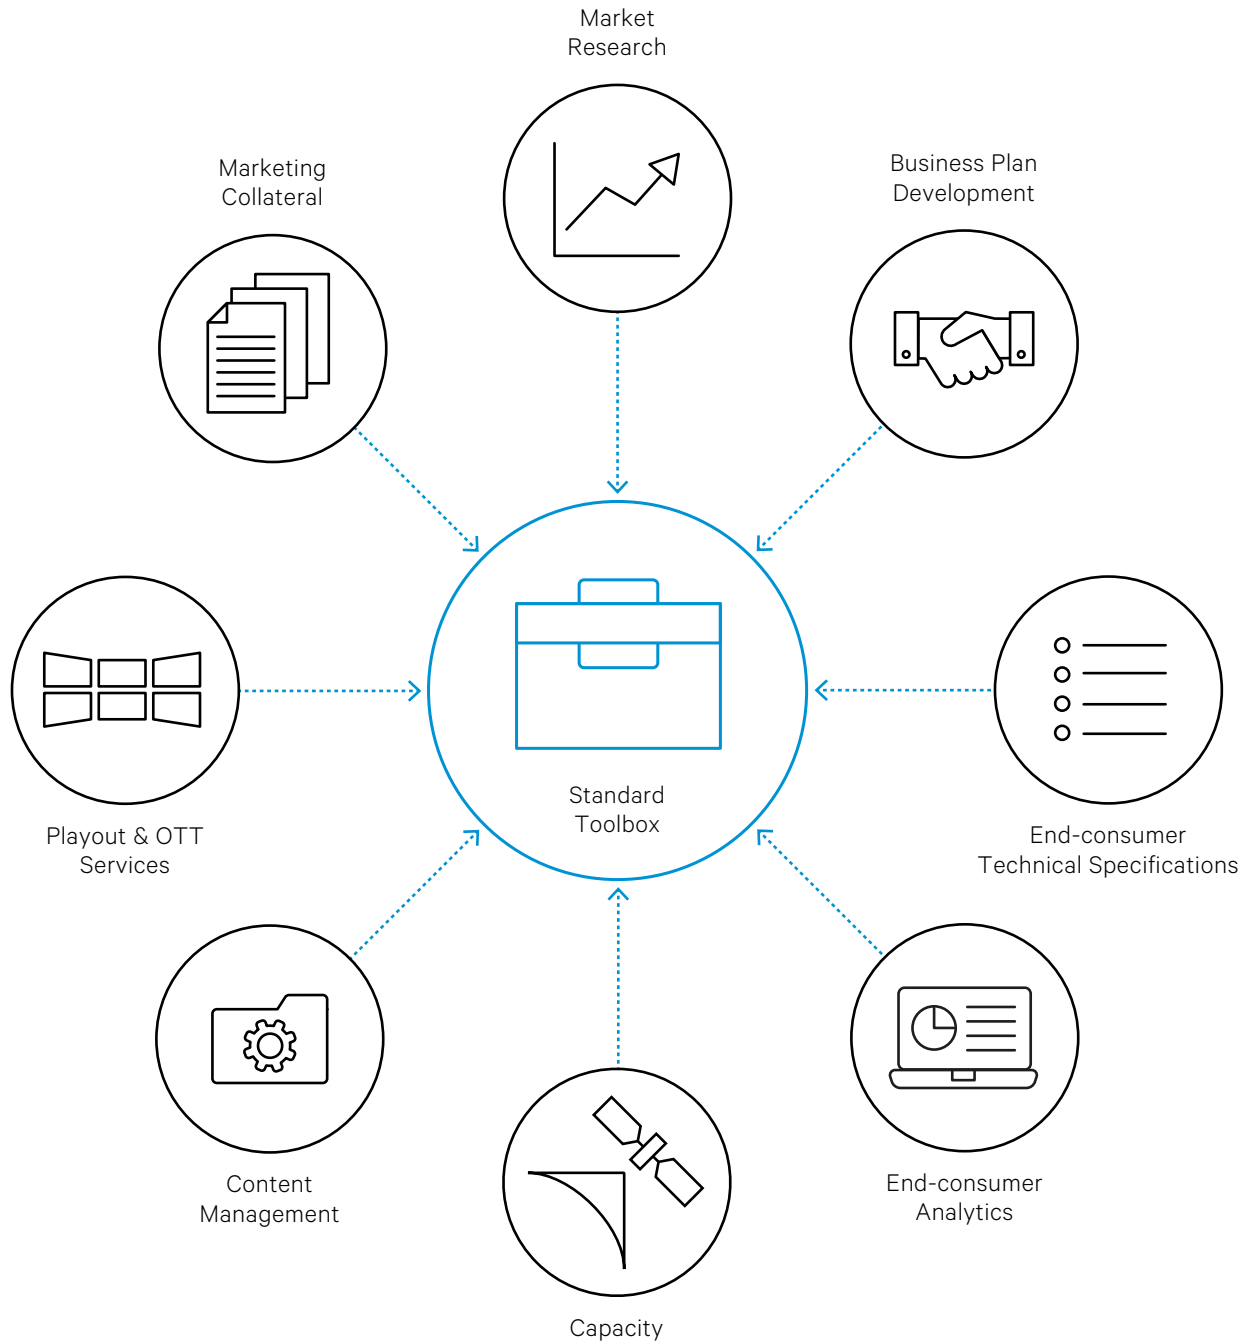 Market
Research
Marketing
Collateral
Business Plan
Development
Standard
Toolbox
Playout & OTT
Services
End-consumer
Technical Specifications
Content
Management
End-consumer
Analytics
Capacity